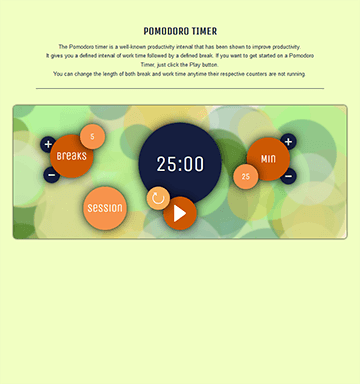 POMODORO TIMER
The Pomodoro timer is a well-known productivity interval that has been shown to improve productivity.
It gives you a defined interval of work time followed by a defined break. If you want to get started on a Pomodoro
Timer, just click the Play button.
You can change the length of both break and work time anytime their respective counters are not running.
+
5
+
Breaks
25:00
Min
−
25
−
Session